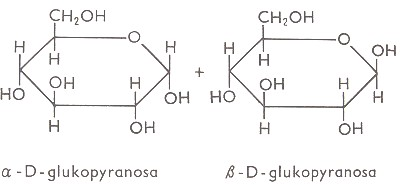 CH₂OH CH₂OH
O O
H H H OH
H H
+
OH H OH H
HO OH HO H
H OH H OH
α-D-glukopyranosa β-D-glukopyranosa